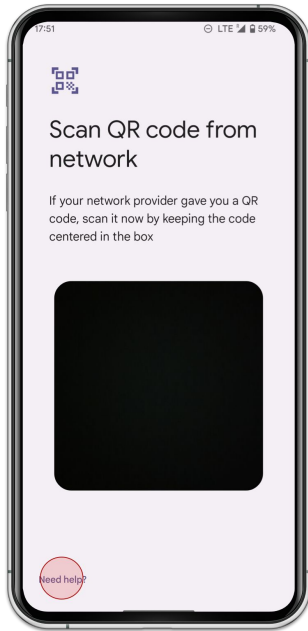 17:51 LTE 59%
Scan QR code from
network
If your network provider gave you a QR
code, scan it now by keeping the code
centered in the box
Need help?